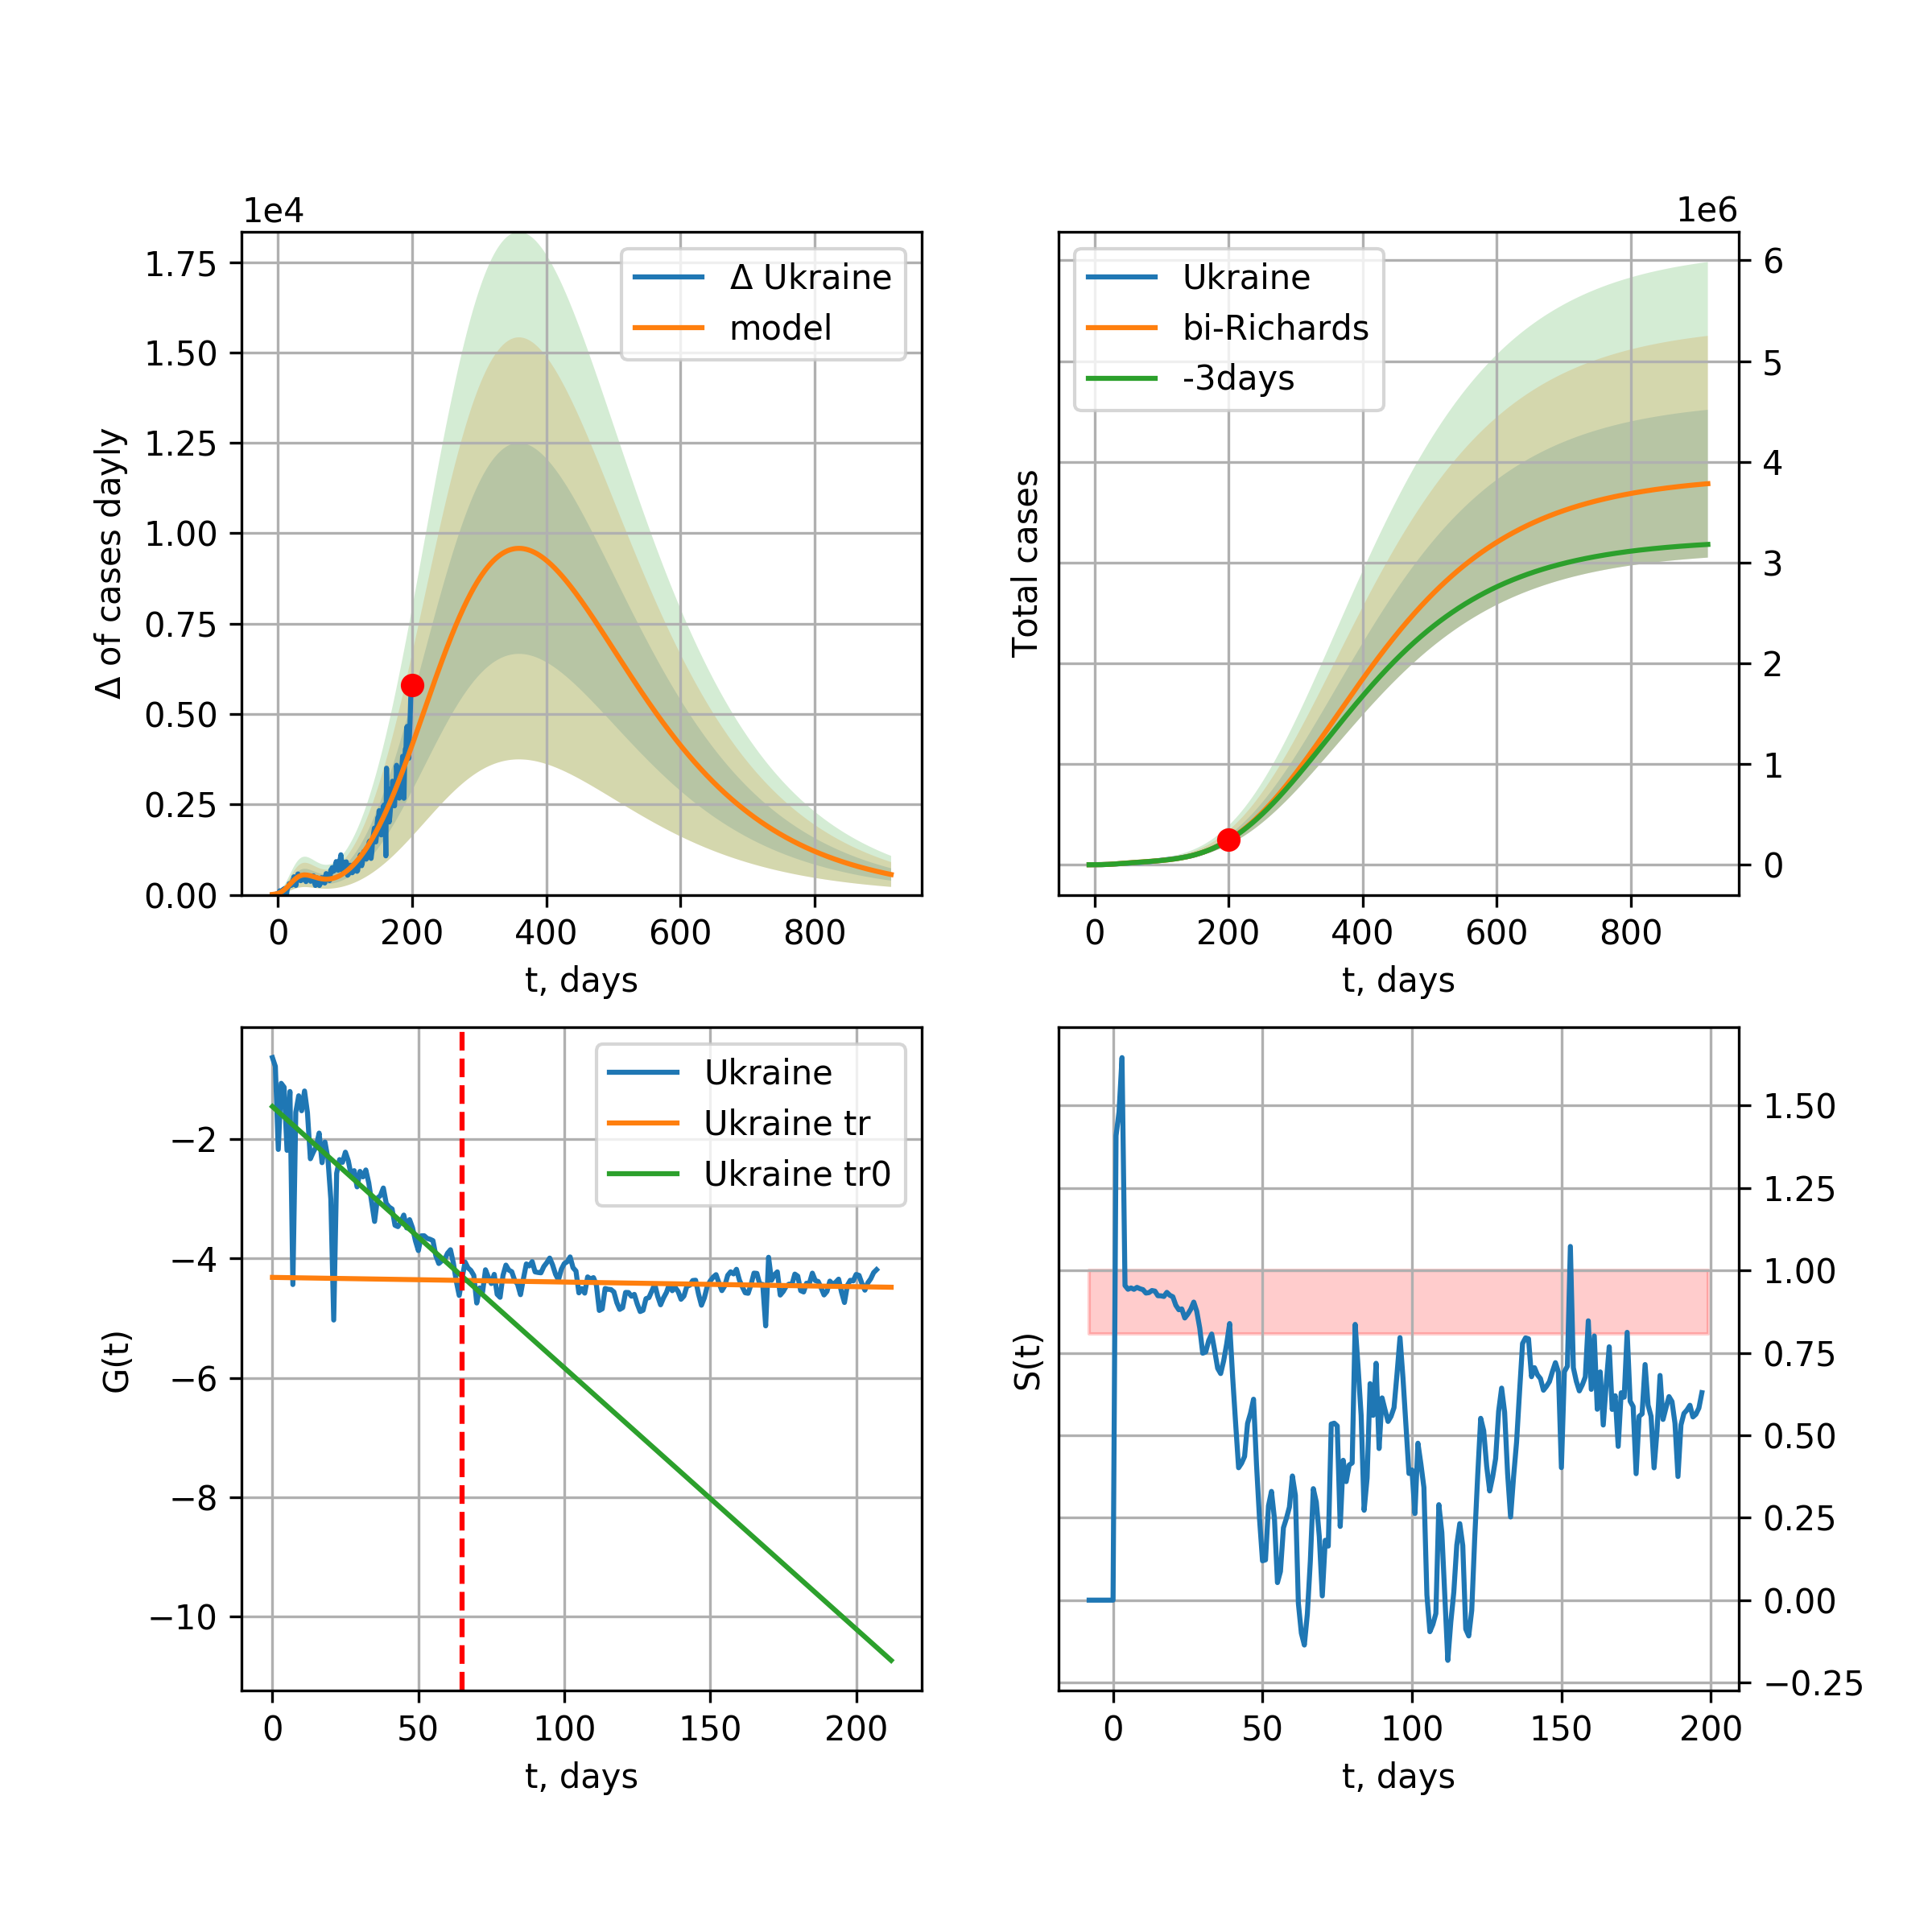 1e4
1.75
1.50
1.25
1.00
0.75
0.50
0.25
0.00
Δ of cases dayly
Δ Ukraine
model
0 200 400 600 800
t, days
1e6
Ukraine
bi-Richards
-3days
6
5
4
3
2
1
0
Total cases
0 200 400 600 800
t, days
−2
−4
−6
−8
−10
G(t)
Ukraine
Ukraine tr
Ukraine tr0
0 50 100 150 200
t, days
1.50
1.25
1.00
0.75
0.50
0.25
0.00
−0.25
S(t)
0 50 100 150 200
t, days